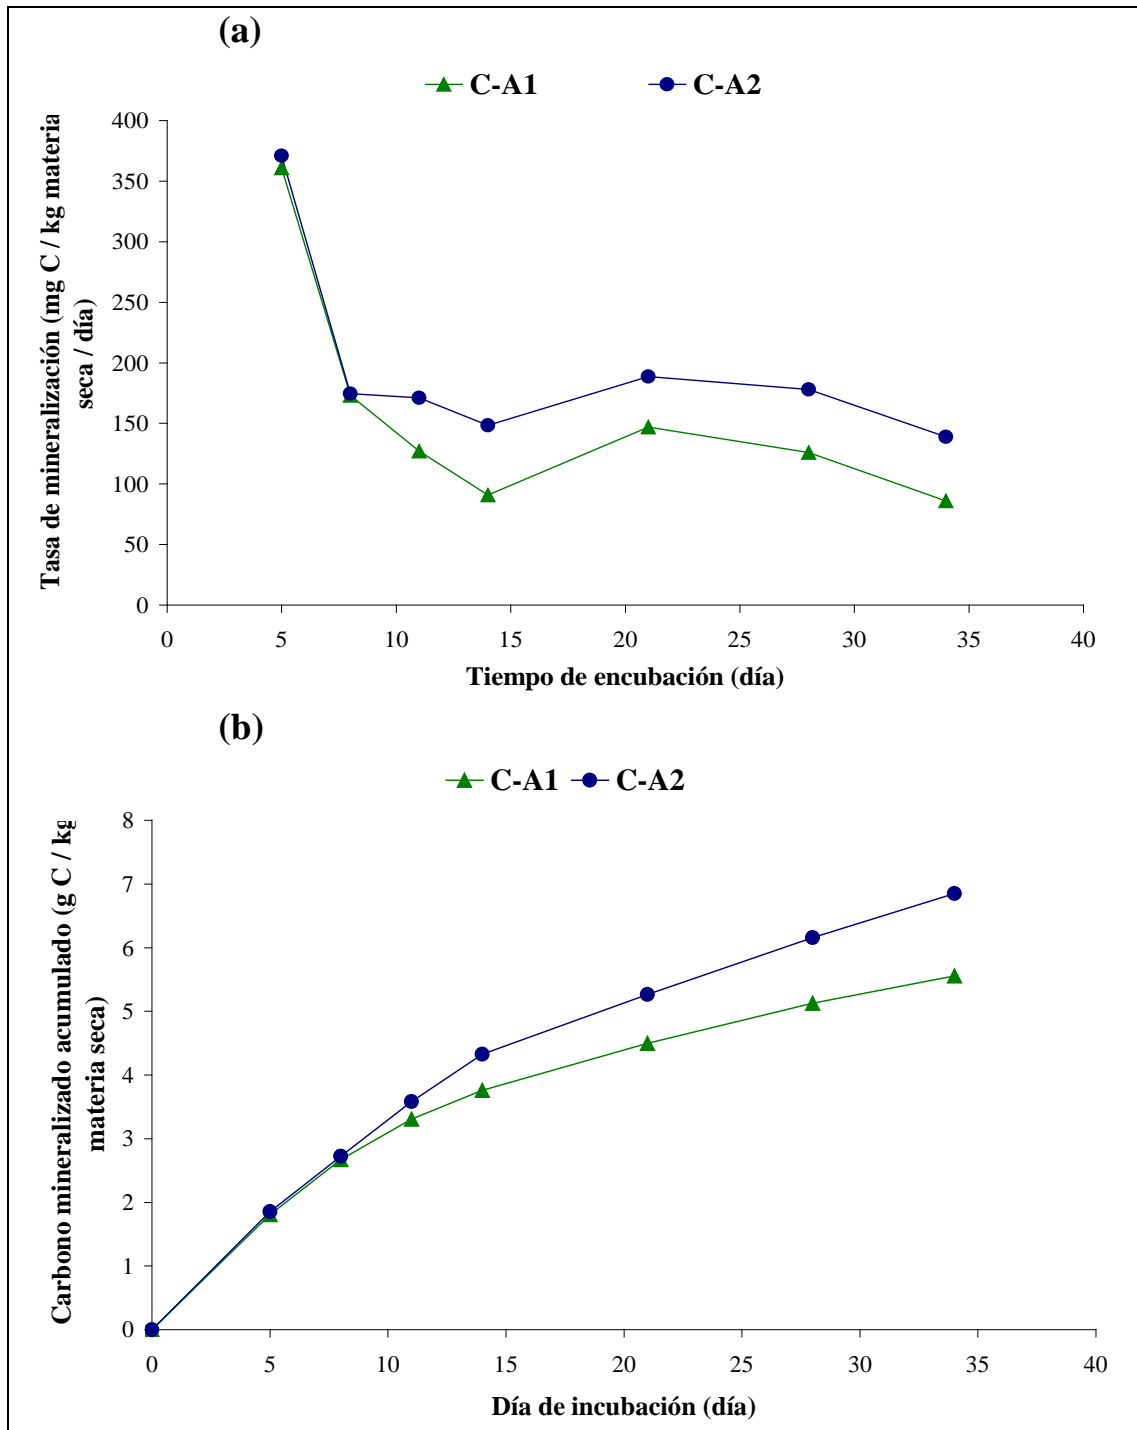 (a)
C-A1 C-A2
Tasa de mineralización (mg C / kg materia
seca / día)
400
350
300
250
200
150
100
50
0
0 5 10 15 20 25 30 35 40
Tiempo de encubación (día)
(b)
C-A1 C-A2
Carbono mineralizado acumulado (g C / kg
materia seca)
8
7
6
5
4
3
2
1
0
0 5 10 15 20 25 30 35 40
Día de incubación (día)